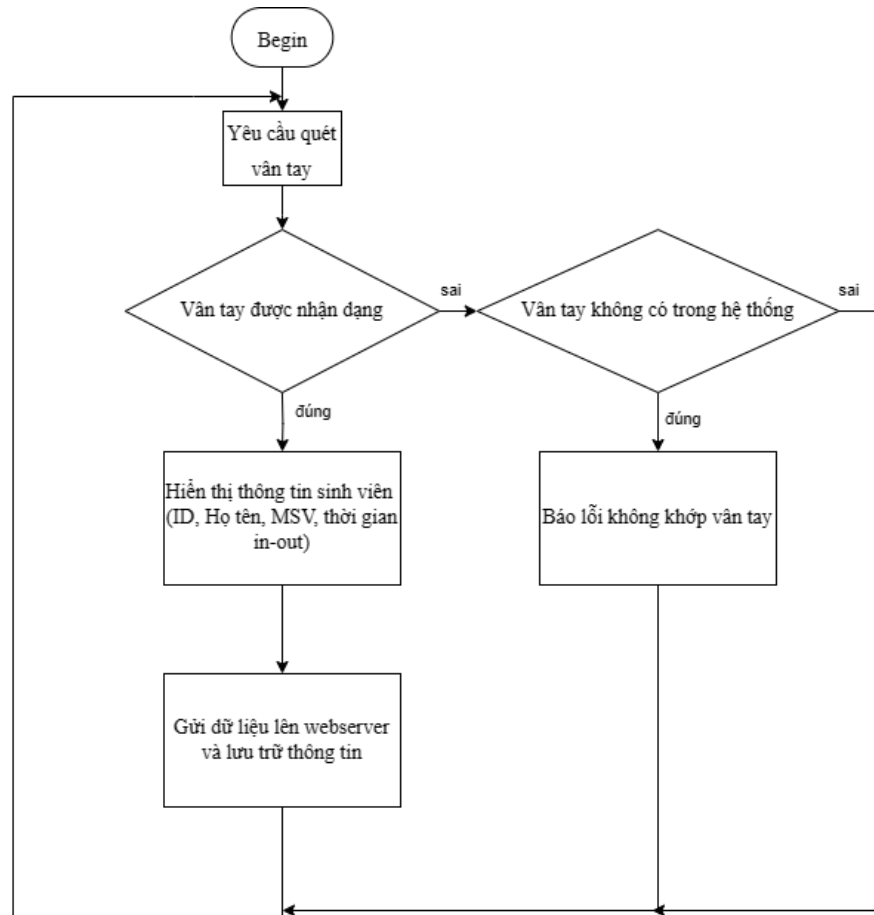 Begin
Yêu cầu quét
vân tay
Vân tay được nhận dạng
sai
Vân tay không có trong hệ thống
sai
đúng
đúng
Hiển thị thông tin sinh viên
(ID, Họ tên, MSV, thời gian
in-out)
Báo lỗi không khớp vân tay
Gửi dữ liệu lên webserver
và lưu trữ thông tin